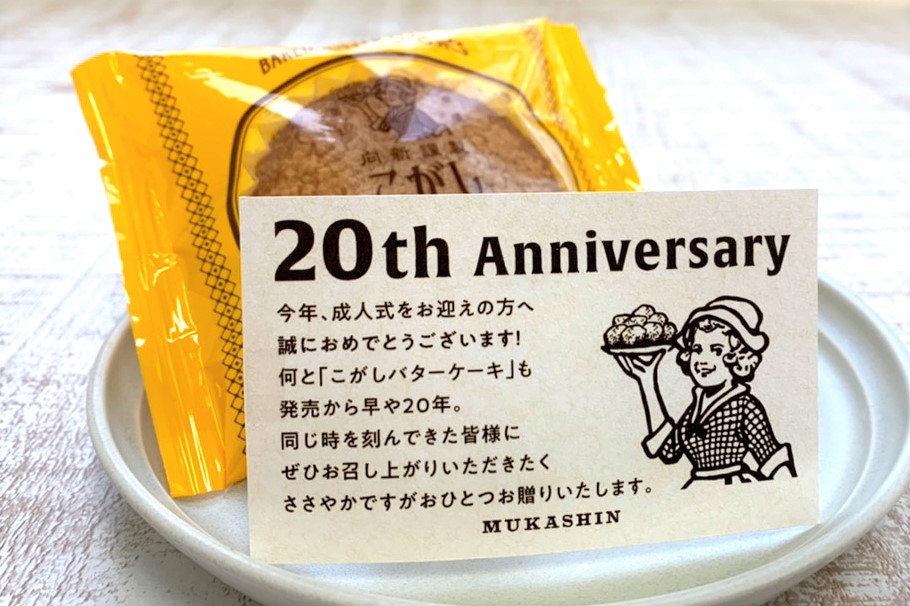 向新謹製
こがし
20th Anniversary
今年、成人式をお迎えの方へ
誠におめでとうございます!
何と「こがしバターケーキ」も
発売から早や20年。
同じ時を刻んできた皆様に
ぜひお召し上がりいただきたく
ささやかですがおひとつお贈りいたします。
MUKASHIN